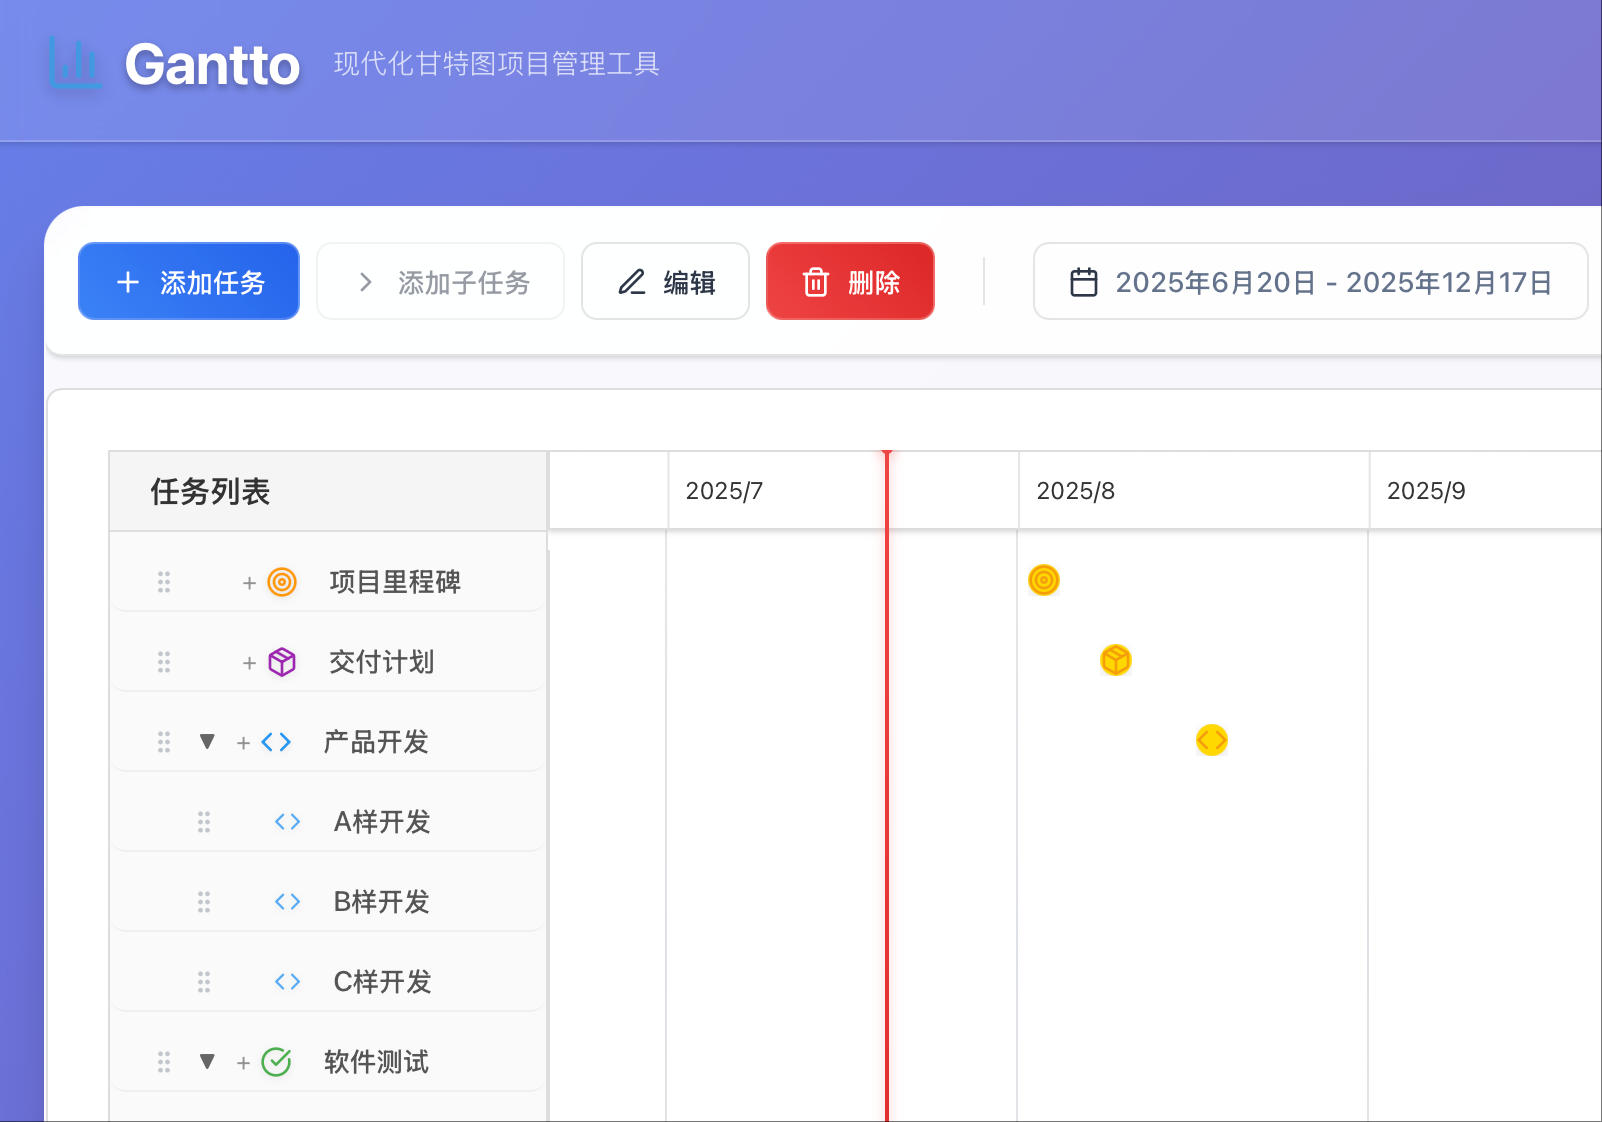 Gantto 现代化甘特图项目管理工具
添加任务 添加子任务 编辑 删除 2025年6月20日 - 2025年12月17日
任务列表 2025/7 2025/8 2025/9
+ 项目里程碑
+ 交付计划
▼ + 产品开发
A样开发
B样开发
C样开发
▼ + 软件测试